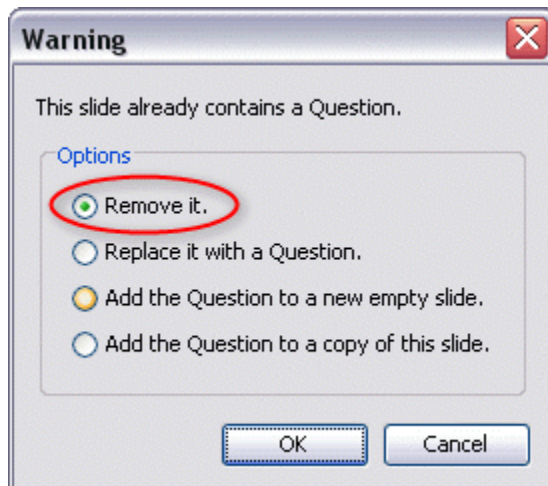 Warning
This slide already contains a Question.
Options
Remove it.
Replace it with a Question.
Add the Question to a new empty slide.
Add the Question to a copy of this slide.
OK Cancel